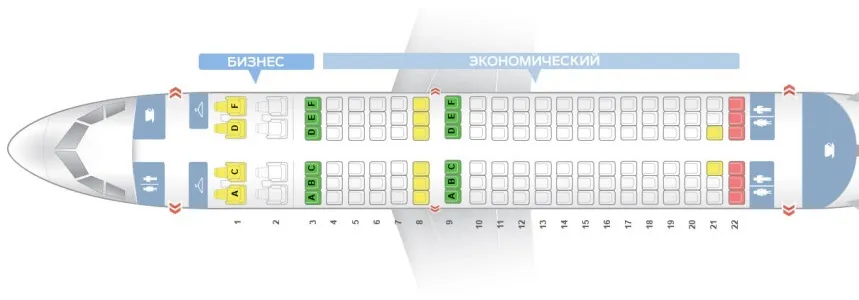 БИЗНЕС
ЭКОНОМИЧЕСКИЙ
F F F
E E
D D D
C C C
B B
A A A
1 2 3 4 5 6 7 8 9 10 11 12 13 14 15 16 17 18 19 20 21 22